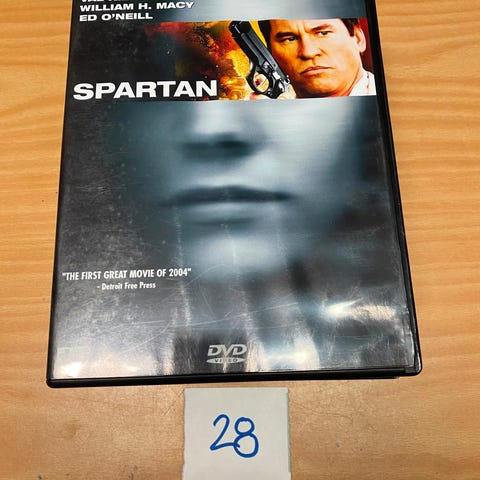 WILLIAM H. MACY
ED O'NEILL
SPARTAN
"THE FIRST GREAT MOVIE OF 2004"
- Detroit Free Press
DVD
VIDEO
28